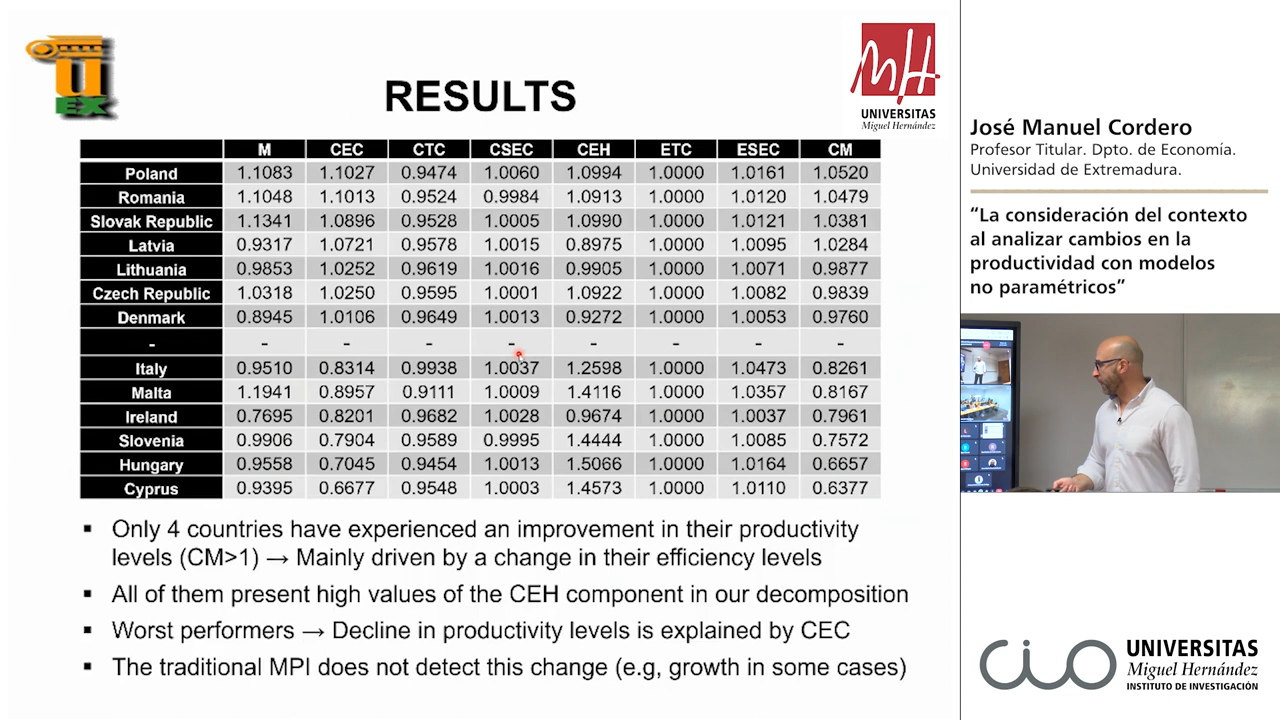 U
EX
RESULTS
UNIVERSITAS
Miguel Hernández
M CEC CTC CSEC CEH ETC ESEC CM
Poland 1.1083 1.1027 0.9474 1.0060 1.0994 1.0000 1.0161 1.0520
Romania 1.1048 1.1013 0.9524 0.9984 1.0913 1.0000 1.0120 1.0479
Slovak Republic 1.1341 1.0896 0.9528 1.0005 1.0990 1.0000 1.0121 1.0381
Latvia 0.9317 1.0721 0.9578 1.0015 0.8975 1.0000 1.0095 1.0284
Lithuania 0.9853 1.0252 0.9619 1.0016 0.9905 1.0000 1.0071 0.9877
Czech Republic 1.0318 1.0250 0.9595 1.0001 1.0922 1.0000 1.0082 0.9839
Denmark 0.8945 1.0106 0.9649 1.0013 0.9272 1.0000 1.0053 0.9760
- - - - - - - - -
Italy 0.9510 0.8314 0.9938 1.0037 1.2598 1.0000 1.0473 0.8261
Malta 1.1941 0.8957 0.9111 1.0009 1.4116 1.0000 1.0357 0.8167
Ireland 0.7695 0.8201 0.9682 1.0028 0.9674 1.0000 1.0037 0.7961
Slovenia 0.9906 0.7904 0.9589 0.9995 1.4444 1.0000 1.0085 0.7572
Hungary 0.9558 0.7045 0.9454 1.0013 1.5066 1.0000 1.0164 0.6657
Cyprus 0.9395 0.6677 0.9548 1.0003 1.4573 1.0000 1.0110 0.6377
▪ Only 4 countries have experienced an improvement in their productivity
levels (CM>1) → Mainly driven by a change in their efficiency levels
▪ All of them present high values of the CEH component in our decomposition
▪ Worst performers → Decline in productivity levels is explained by CEC
▪ The traditional MPI does not detect this change (e.g, growth in some cases)
José Manuel Cordero
Profesor Titular. Dpto. de Economía.
Universidad de Extremadura.
“La consideración del contexto
al analizar cambios en la
productividad con modelos
no paramétricos”
CIO
UNIVERSITAS
Miguel Hernández
INSTITUTO DE INVESTIGACIÓN